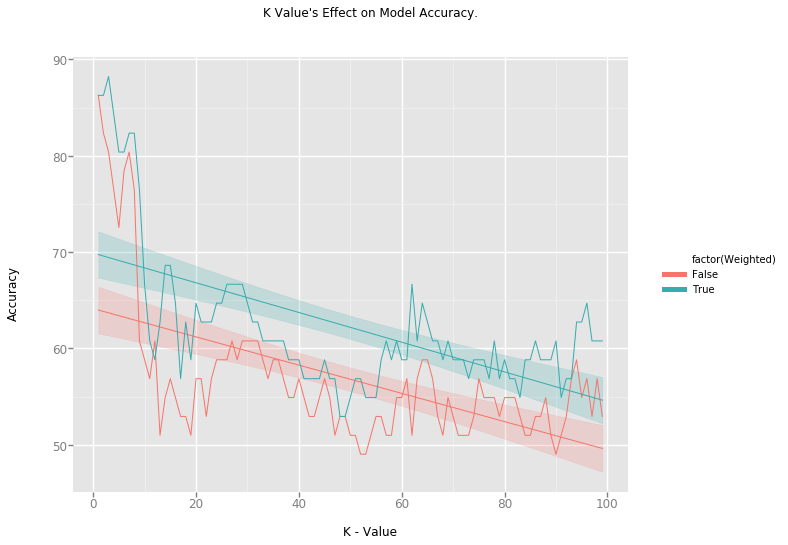 K Value's Effect on Model Accuracy.
90
80
70
60
50
Accuracy
0 20 40 60 80 100
K - Value
factor(Weighted)
False
True